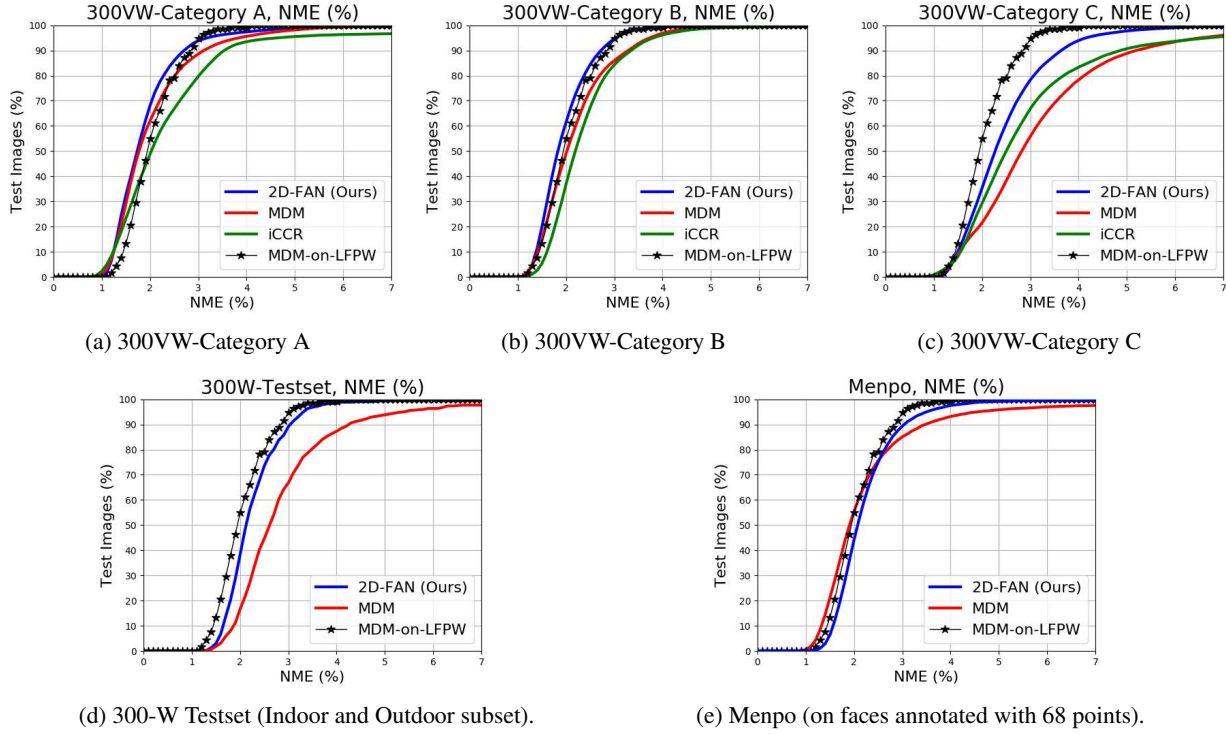 300VW-Category A, NME (%)
Test Images (%)
100
90
80
70
60
50
40
30
20
10
0
2D-FAN (Ours)
MDM
iCCR
MDM-on-LFPW
0 1 2 3 4 5 6 7
NME (%)
(a) 300VW-Category A
300VW-Category B, NME (%)
Test Images (%)
100
90
80
70
60
50
40
30
20
10
0
2D-FAN (Ours)
MDM
iCCR
MDM-on-LFPW
0 1 2 3 4 5 6 7
NME (%)
(b) 300VW-Category B
300VW-Category C, NME (%)
Test Images (%)
100
90
80
70
60
50
40
30
20
10
0
2D-FAN (Ours)
MDM
iCCR
MDM-on-LFPW
0 1 2 3 4 5 6 7
NME (%)
(c) 300VW-Category C
300W-Testset, NME (%)
Test Images (%)
100
90
80
70
60
50
40
30
20
10
0
2D-FAN (Ours)
MDM
MDM-on-LFPW
0 1 2 3 4 5 6 7
NME (%)
(d) 300-W Testset (Indoor and Outdoor subset).
Menpo, NME (%)
Test Images (%)
100
90
80
70
60
50
40
30
20
10
0
2D-FAN (Ours)
MDM
MDM-on-LFPW
0 1 2 3 4 5 6 7
NME (%)
(e) Menpo (on faces annotated with 68 points).